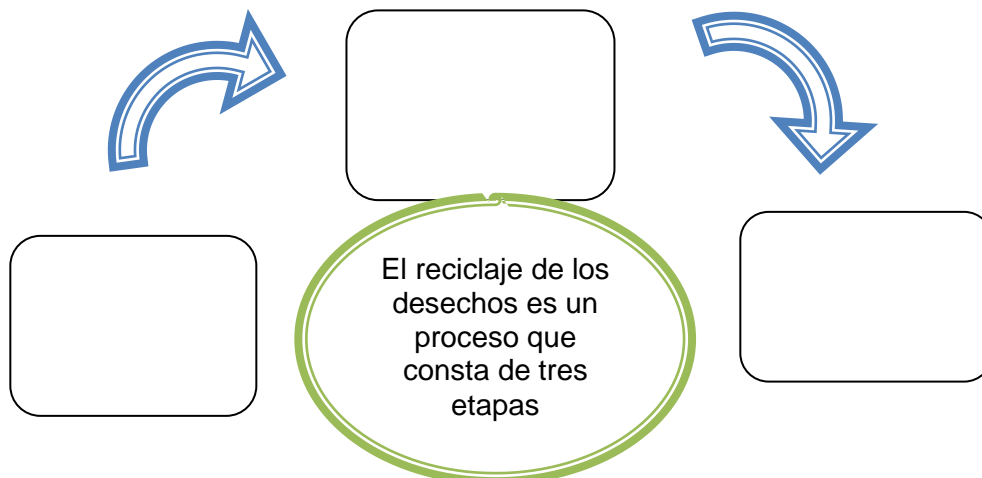 El reciclaje de los
desechos es un
proceso que
consta de tres
etapas